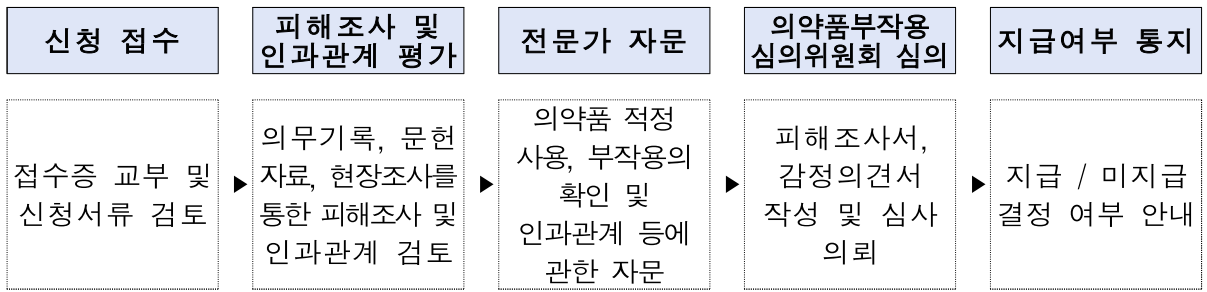 신청 접수
피해조사 및
인과관계 평가
전문가 자문
의약품부작용
심의위원회 심의
지급여부 통지
접수증 교부 및
신청서류 검토
의무기록, 문헌
자료, 현장조사를
통한 피해조사 및
인과관계 검토
의약품 적정
사용, 부작용의
확인 및
인과관계 등에
관한 자문
피해조사서,
감정의견서
작성 및 심사
의뢰
지급 / 미지급
결정 여부 안내